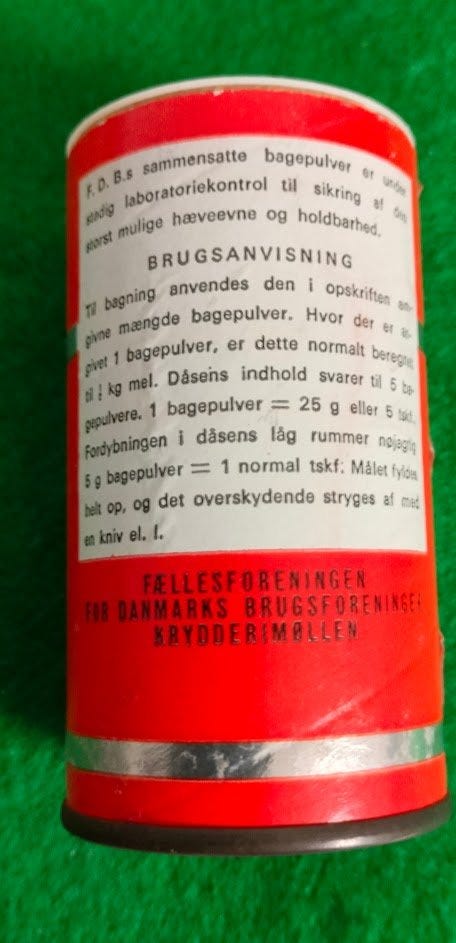 F. D. B.s sammensatte bagepulver er under
stadig laboratoriekontrol til sikring af den
størst mulige hæveevne og holdbarhed.
BRUGSANVISNING
Til bagning anvendes den i opskriften an-
givne mængde bagepulver. Hvor der er an-
givet 1 bagepulver, er dette normalt beregnet
til ½ kg mel. Dåsens indhold svarer til 5 ba-
gepulvere. 1 bagepulver = 25 g eller 5 tskf.
Fordybningen i dåsens låg rummer nøjagtig
5 g bagepulver = 1 normal tskf. Målet fyldes
helt op, og det overskydende stryges af med
en kniv el. l.
FÆLLESFORENINGEN
FOR DANMARKS BRUGSFORENINGER
KRYDDERIMØLLEN